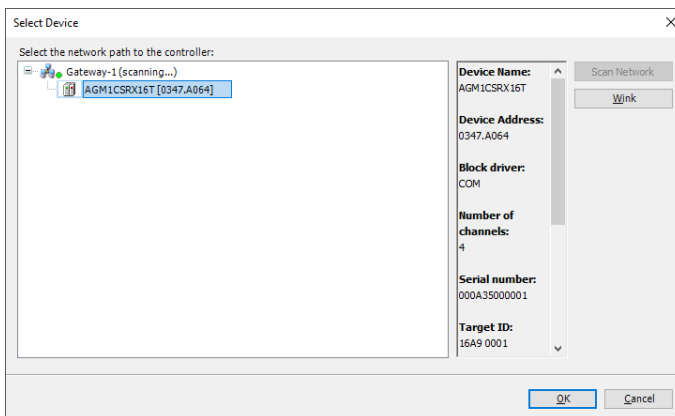 Select Device
Select the network path to the controller:
Gateway-1 (scanning...)
AGM1CSRX16T [0347.A064]
Device Name:
AGM1CSRX16T
Device Address:
0347.A064
Block driver:
COM
Number of
channels:
4
Serial number:
000A35000001
Target ID:
16A9 0001
Scan Network
Wink
OK
Cancel